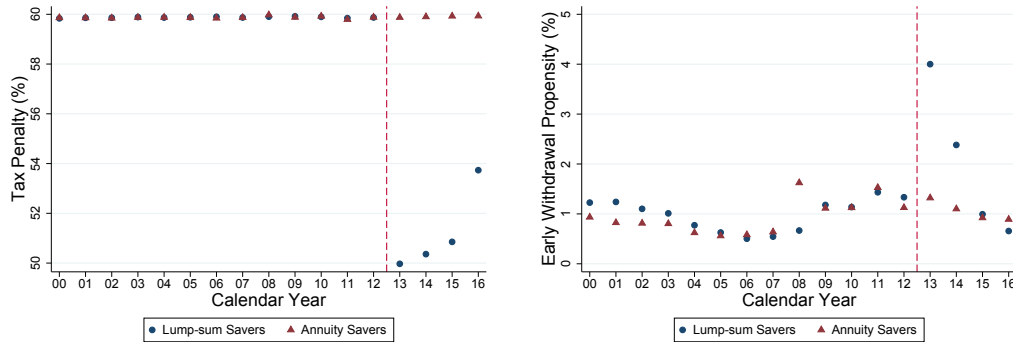 Tax Penalty (%)
60
58
56
54
52
50
00 01 02 03 04 05 06 07 08 09 10 11 12 13 14 15 16
Calendar Year
Lump-sum Savers Annuity Savers
Early Withdrawal Propensity (%)
5
4
3
2
1
0
00 01 02 03 04 05 06 07 08 09 10 11 12 13 14 15 16
Calendar Year
Lump-sum Savers Annuity Savers